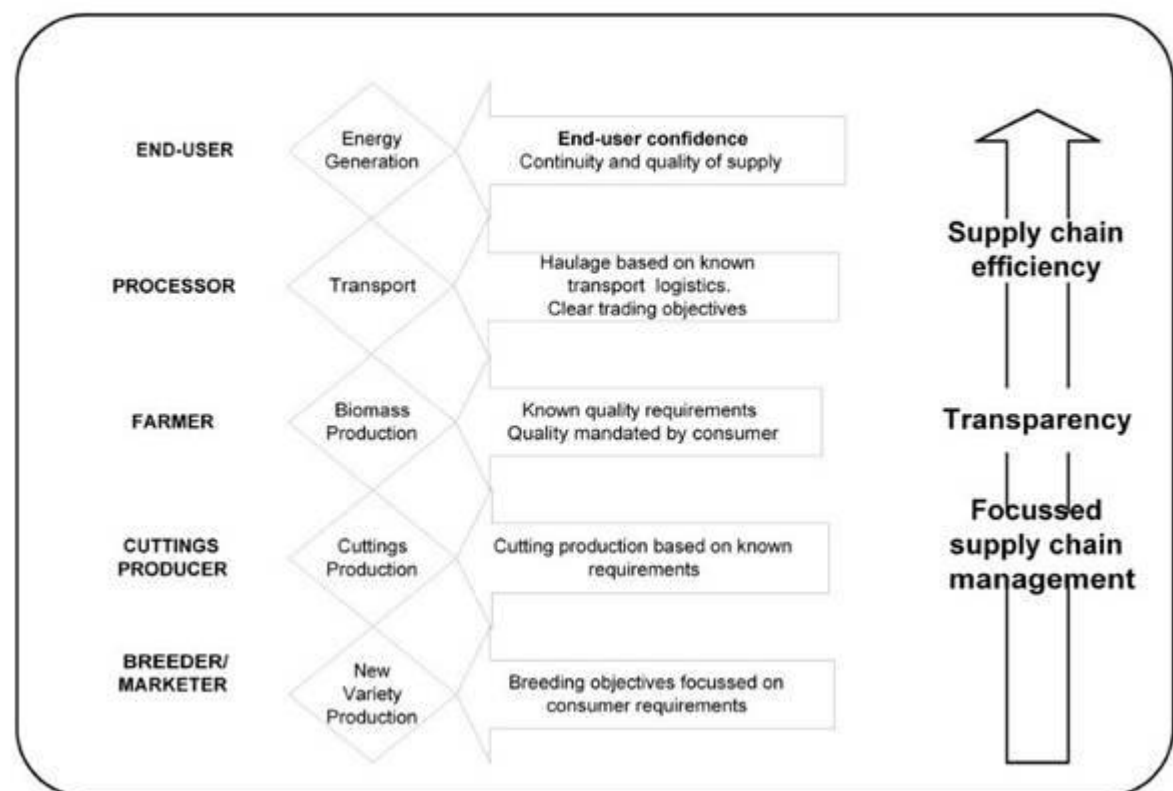 END-USER
Energy
Generation
End-user confidence
Continuity and quality of supply
PROCESSOR
Transport
Haulage based on known
transport logistics.
Clear trading objectives
FARMER
Biomass
Production
Known quality requirements
Quality mandated by consumer
CUTTINGS
PRODUCER
Cuttings
Production
Cutting production based on known
requirements
BREEDER/
MARKETER
New
Variety
Production
Breeding objectives focussed on
consumer requirements
Supply chain
efficiency
Transparency
Focussed
supply chain
management